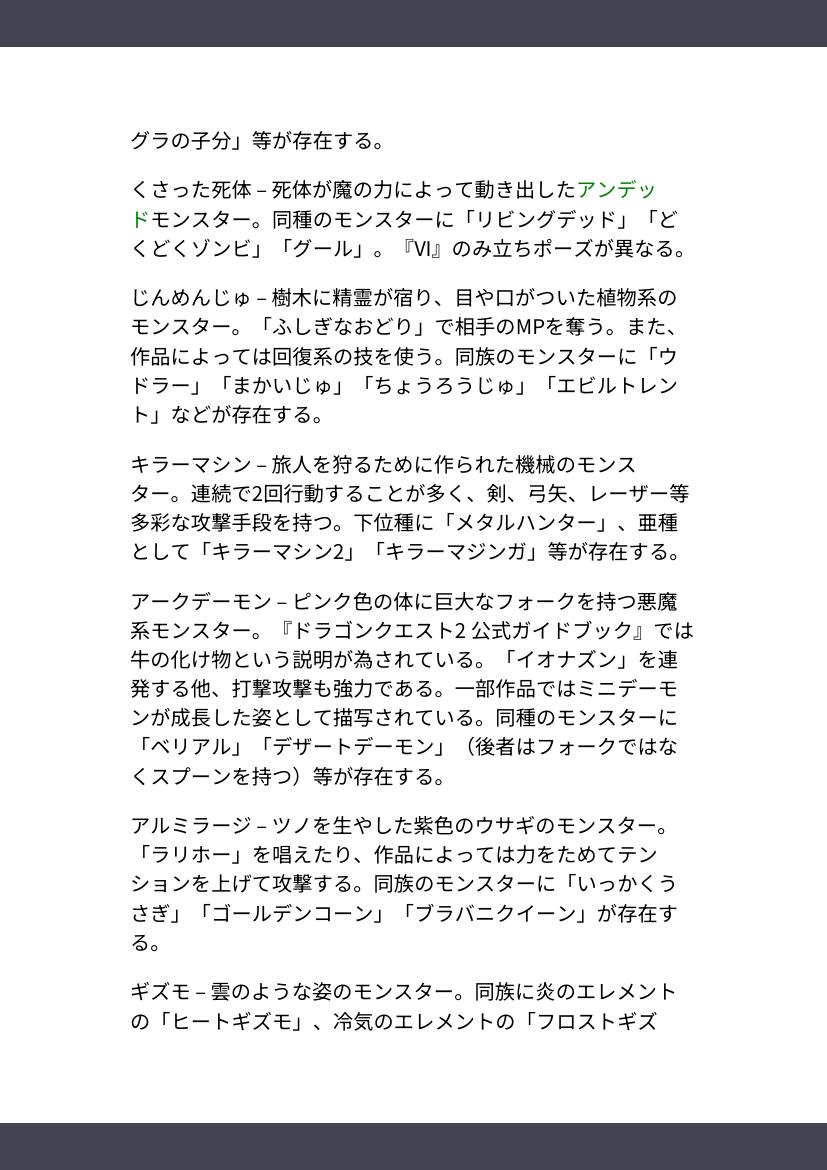 グラの子分」等が存在する。
くさった死体 – 死体が魔の力によって動き出したアンデッ
ドモンスター。同種のモンスターに「リビングデッド」「ど
くどくゾンビ」「グール」。『VI』のみ立ちポーズが異なる。
じんめんじゅ – 樹木に精霊が宿り、目や口がついた植物系の
モンスター。「ふしぎなおどり」で相手のMPを奪う。また、
作品によっては回復系の技を使う。同族のモンスターに「ウ
ドラー」「まかいじゅ」「ちょうろうじゅ」「エビルトレン
ト」などが存在する。
キラーマシン – 旅人を狩るために作られた機械のモンス
ター。連続で2回行動することが多く、剣、弓矢、レーザー等
多彩な攻撃手段を持つ。下位種に「メタルハンター」、亜種
として「キラーマシン2」「キラーマジンガ」等が存在する。
アークデーモン – ピンク色の体に巨大なフォークを持つ悪魔
系モンスター。『ドラゴンクエスト2 公式ガイドブック』では
牛の化け物という説明が為されている。「イオナズン」を連
発する他、打撃攻撃も強力である。一部作品ではミニデーモ
ンが成長した姿として描写されている。同種のモンスターに
「ベリアル」「デザートデーモン」（後者はフォークではな
くスプーンを持つ）等が存在する。
アルミラージ – ツノを生やした紫色のウサギのモンスター。
「ラリホー」を唱えたり、作品によっては力をためてテン
ションを上げて攻撃する。同族のモンスターに「いっかくう
さぎ」「ゴールデンコーン」「ブラバニクイーン」が存在す
る。
ギズモ – 雲のような姿のモンスター。同族に炎のエレメント
の「ヒートギズモ」、冷気のエレメントの「フロストギズ